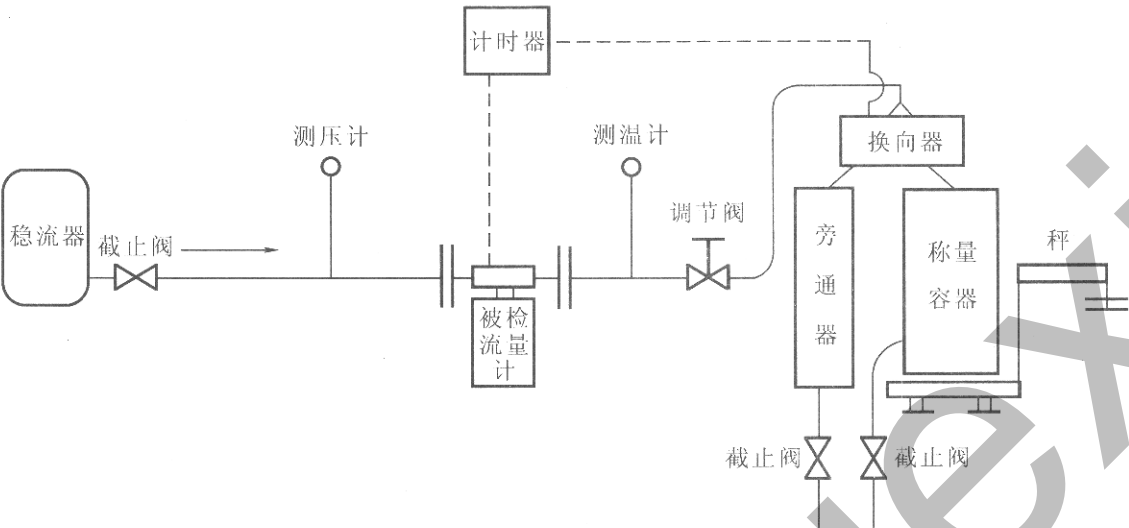 计时器
测压计
测温计
换向器
稳流器
截止阀
调节阀
旁
通
器
称量
容器
秤
被检
流量
计
截止阀
截止阀